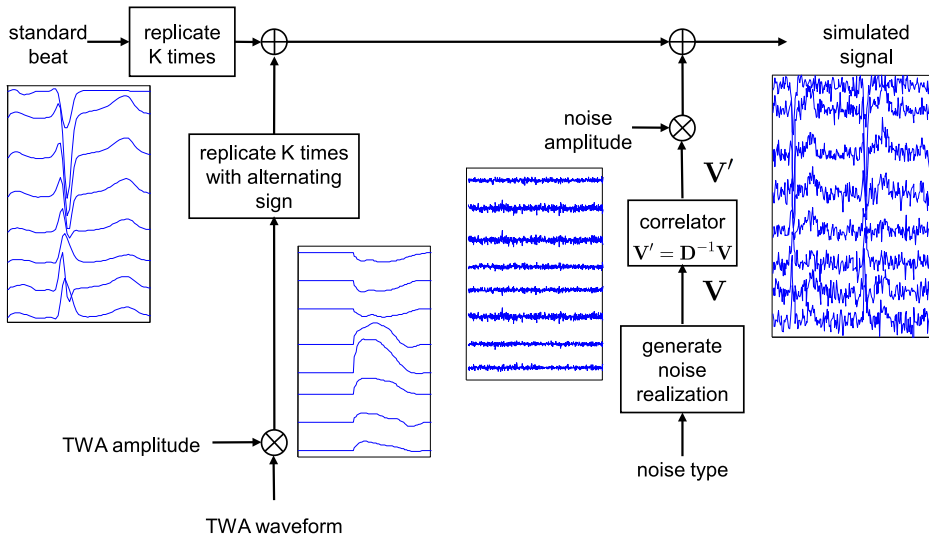 standard
beat
replicate
K times
simulated
signal
noise
amplitude
replicate K times
with alternating
sign
V′
correlator
V′ = D⁻¹V
V
generate
noise
realization
TWA amplitude
noise type
TWA waveform